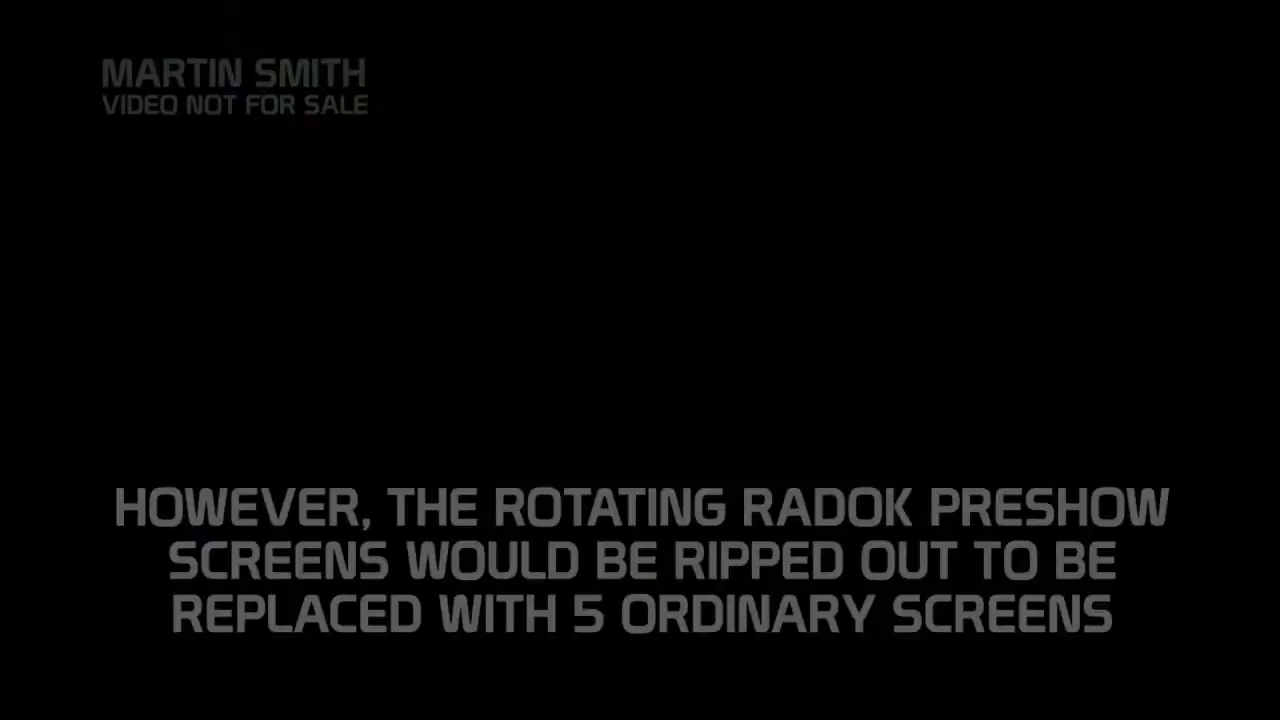 MARTIN SMITH
VIDEO NOT FOR SALE
HOWEVER, THE ROTATING RADOK PRESHOW
SCREENS WOULD BE RIPPED OUT TO BE
REPLACED WITH 5 ORDINARY SCREENS